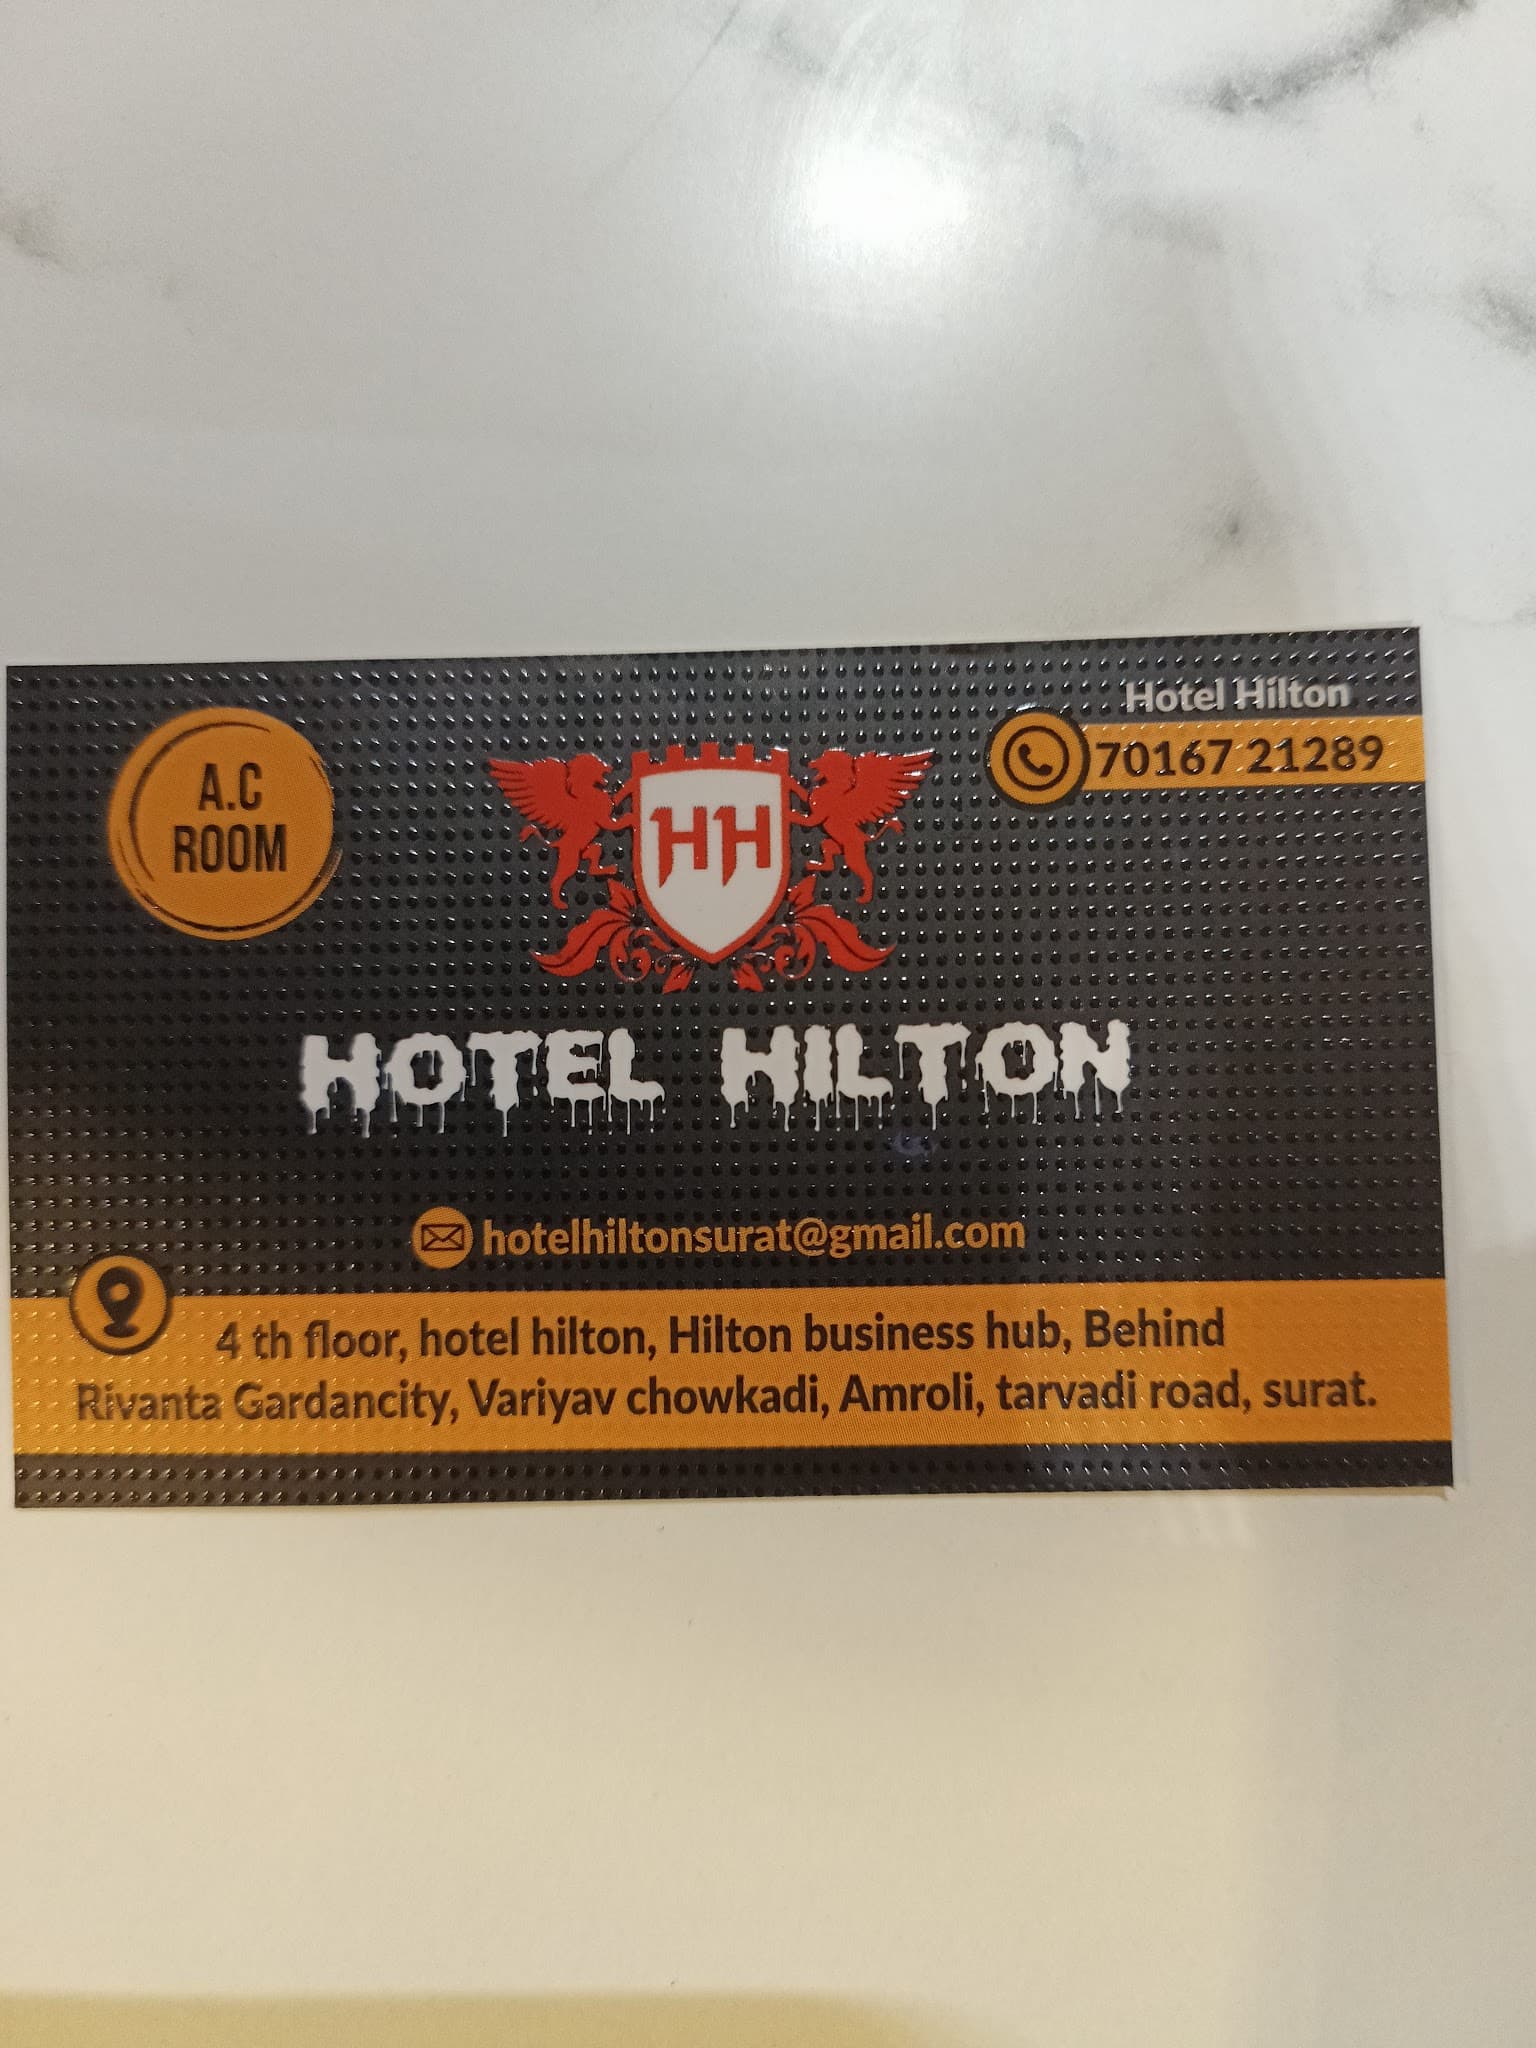 Hotel Hilton
70167 21289
A.C
ROOM
HH
HOTEL HILTON
hotelhiltonsurat@gmail.com
4 th floor, hotel hilton, Hilton business hub, Behind
Rivanta Gardancity, Variyav chowkadi, Amroli, tarvadi road, surat.